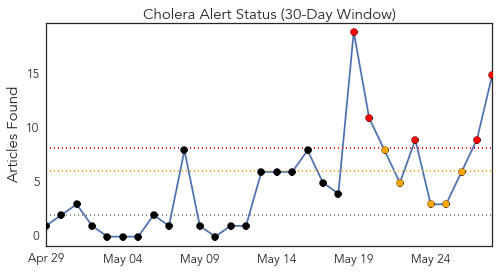 Cholera Alert Status (30-Day Window)
Articles Found
15
10
5
0
Apr 29 May 04 May 09 May 14 May 19 May 24